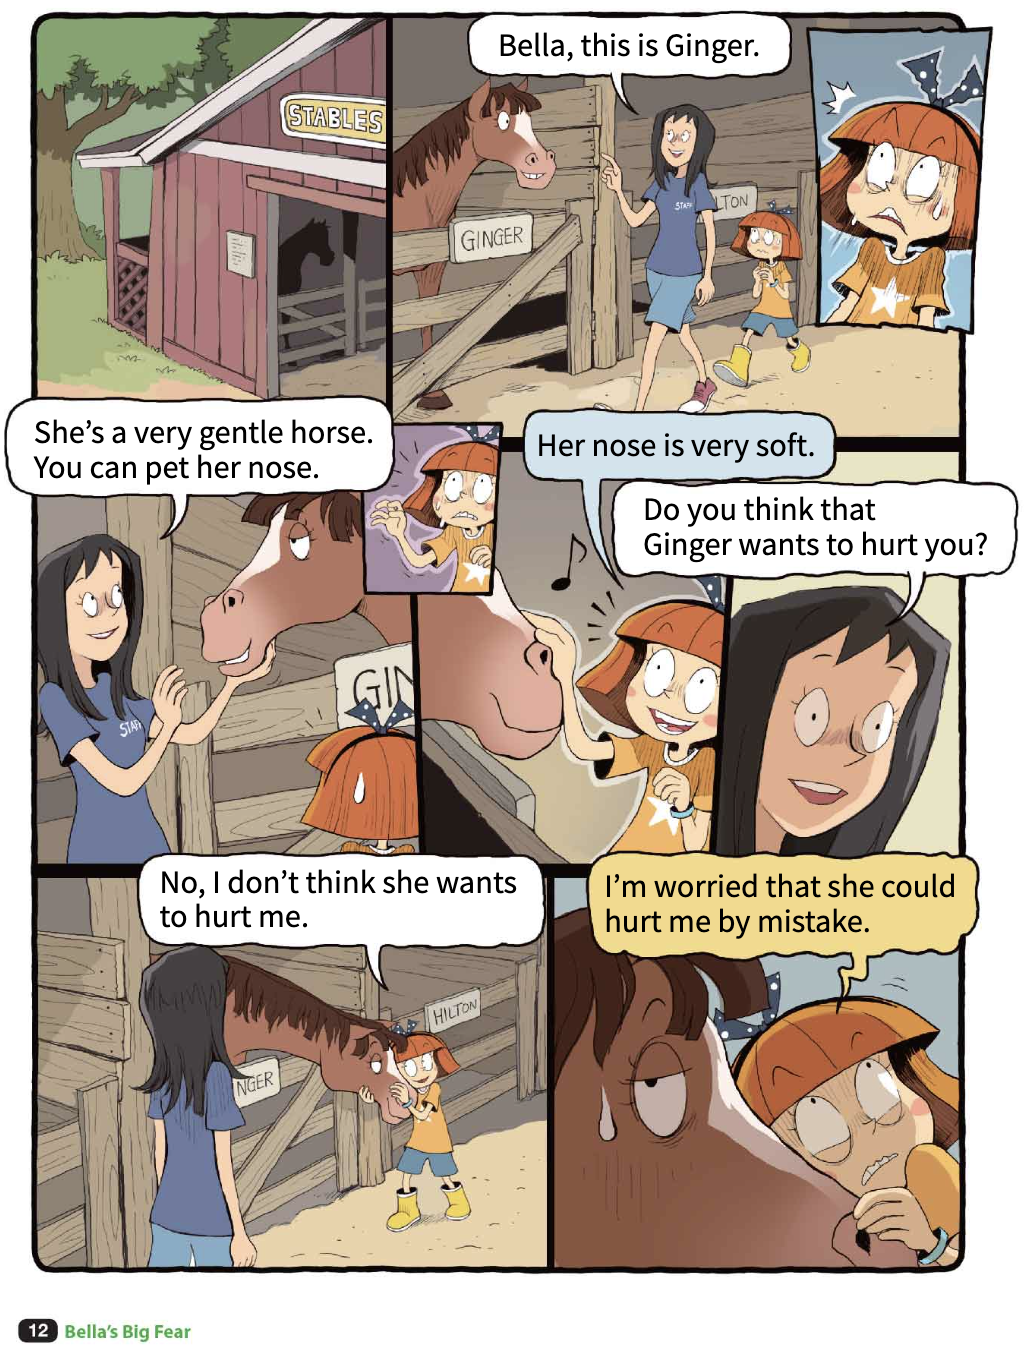 STABLES
Bella, this is Ginger.
GINGER
STAFF
LTON
She's a very gentle horse.
You can pet her nose.
STAF
GIN
Her nose is very soft.
Do you think that
Ginger wants to hurt you?
No, I don't think she wants
to hurt me.
HILTON
NGER
I'm worried that she could
hurt me by mistake.
12 Bella's Big Fear